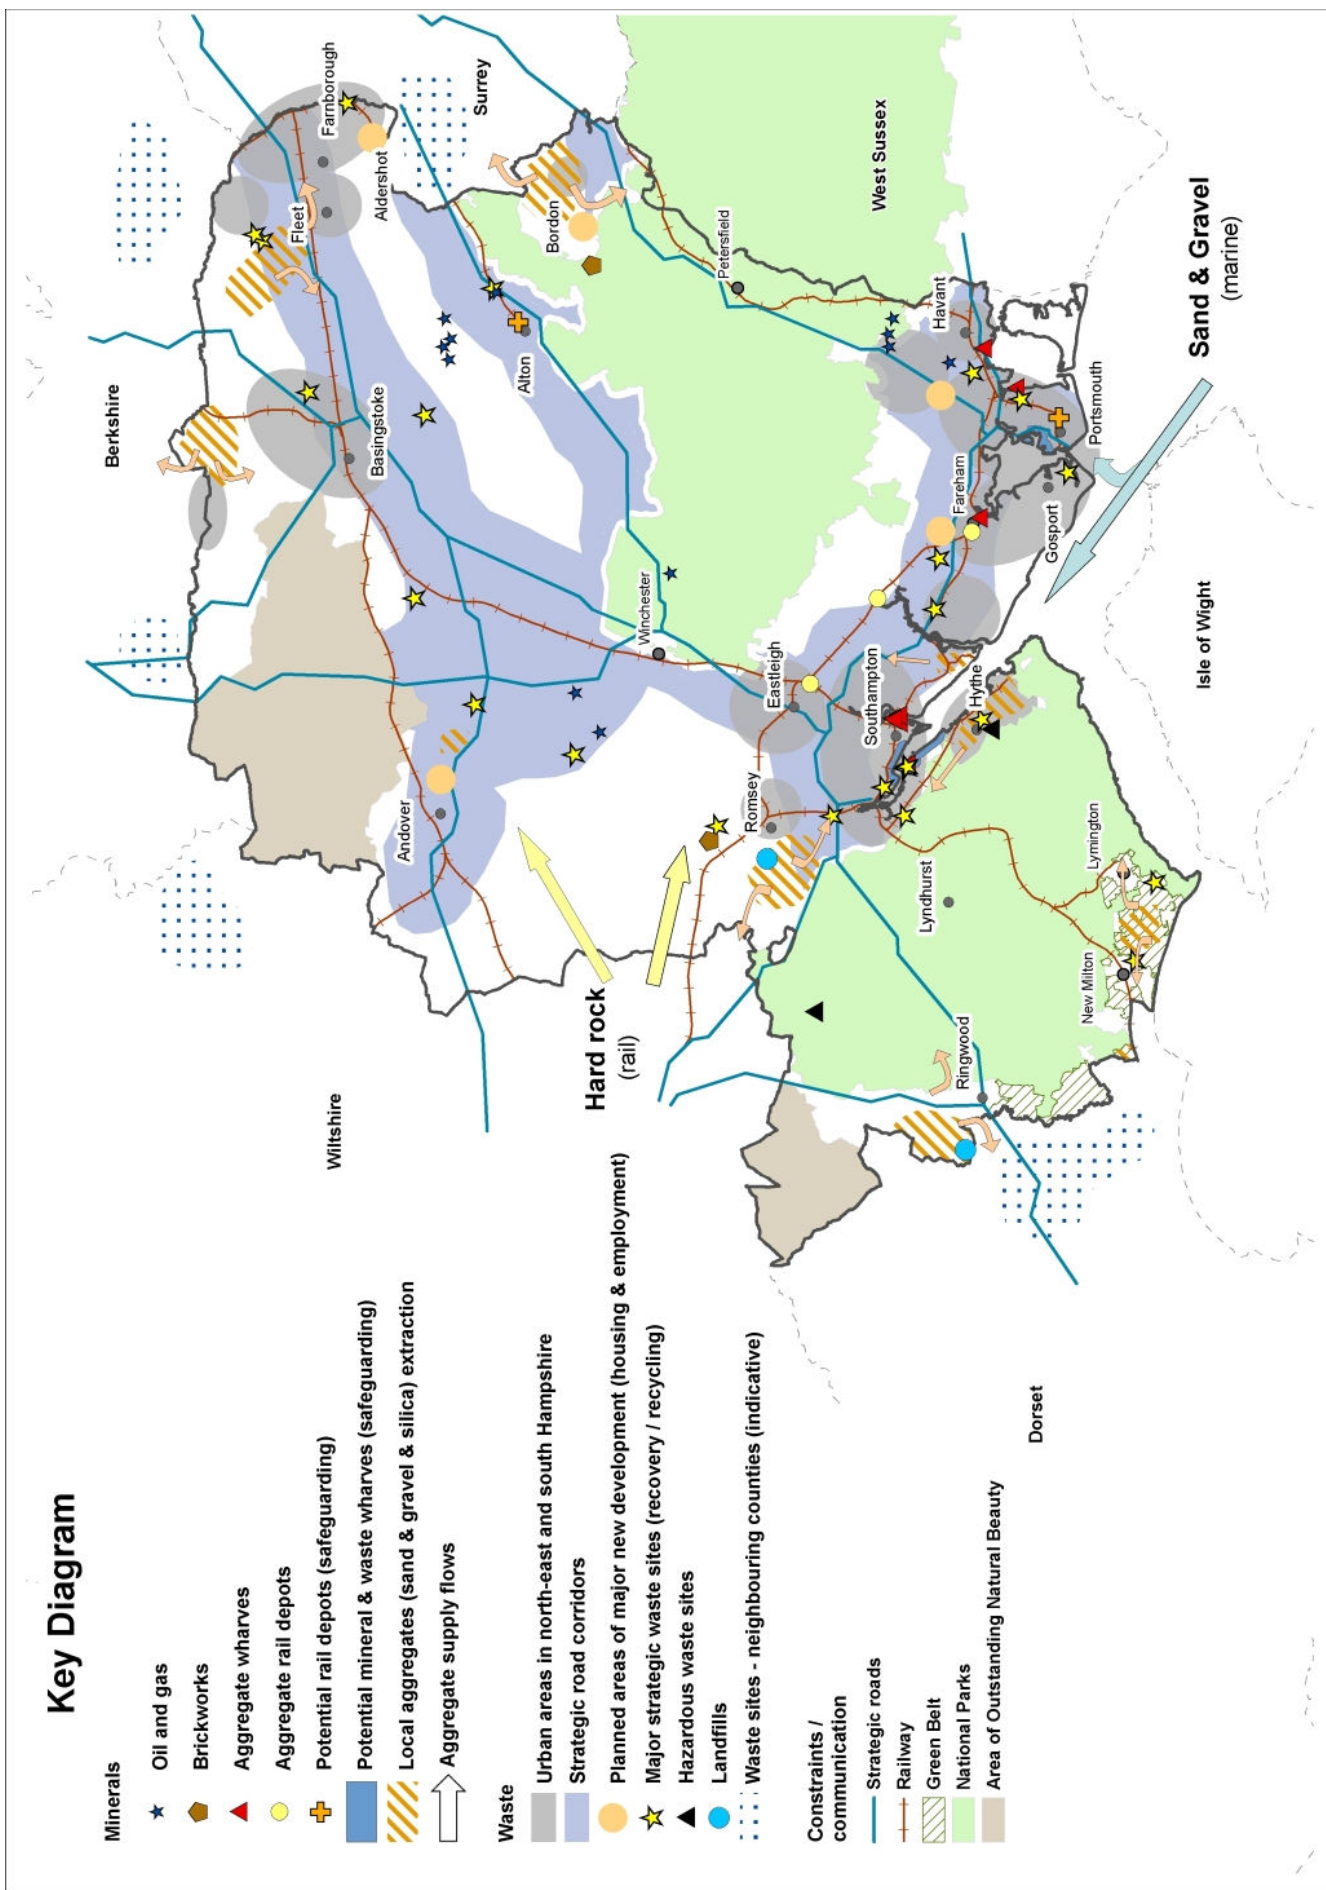 Key Diagram
Minerals
Oil and gas
Brickworks
Aggregate wharves
Aggregate rail depots
Potential rail depots (safeguarding)
Potential mineral & waste wharves (safeguarding)
Local aggregates (sand & gravel & silica) extraction
Aggregate supply flows
Waste
Urban areas in north-east and south Hampshire
Strategic road corridors
Planned areas of major new development (housing & employment)
Major strategic waste sites (recovery / recycling)
Hazardous waste sites
Landfills
Waste sites - neighbouring counties (indicative)
Constraints /
communication
Strategic roads
Railway
Green Belt
National Parks
Area of Outstanding Natural Beauty
Berkshire
Wiltshire
Surrey
West Sussex
Dorset
Isle of Wight
Hard rock
(rail)
Sand & Gravel
(marine)
Farnborough
Fleet
Aldershot
Basingstoke
Andover
Alton
Bordon
Petersfield
Winchester
Romsey
Eastleigh
Southampton
Fareham
Havant
Portsmouth
Gosport
Hythe
Lyndhurst
Ringwood
Lymington
New Milton